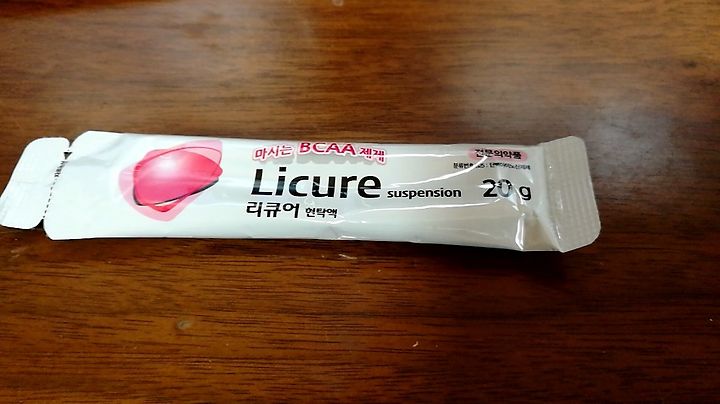 마시는 BCAA 제제
전문의약품
Licure suspension 20 g
리큐어 현탁액